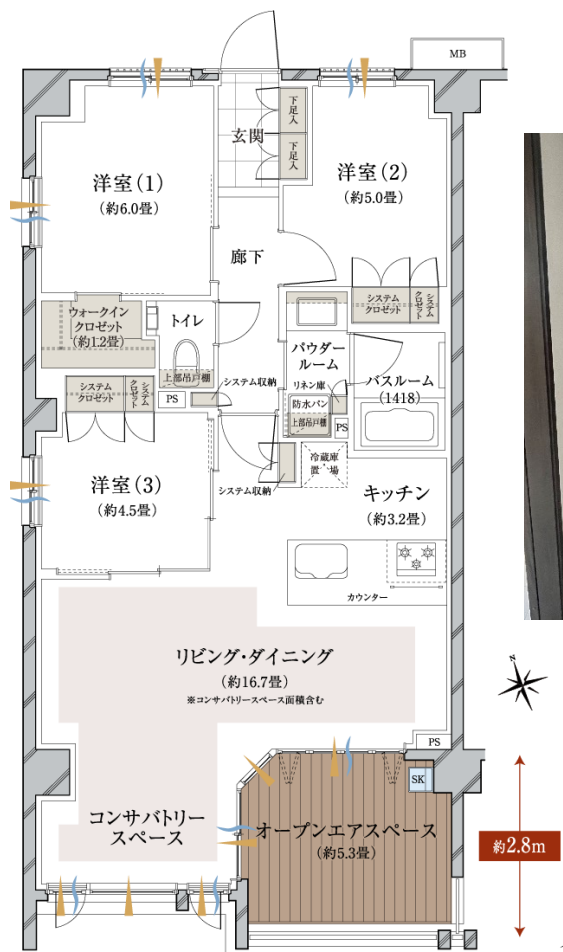 MB
下足入
玄関
下足入
洋室(1)
(約6.0畳)
洋室(2)
(約5.0畳)
廊下
ウォークイン
クロゼット
(約1.2畳)
トイレ
上部吊戸棚
システム
クロゼット
システム
クロゼット
パウダー
ルーム
リネン庫
防水パン
上部吊戸棚
バスルーム
(1418)
システム
クロゼット
システム
クロゼット
PS
システム収納
PS
洋室(3)
(約4.5畳)
システム収納
冷蔵庫
置場
キッチン
(約3.2畳)
カウンター
リビング・ダイニング
(約16.7畳)
※コンサバトリースペース面積含む
N
PS
SK
コンサバトリー
スペース
オープンエアスペース
(約5.3畳)
約2.8m